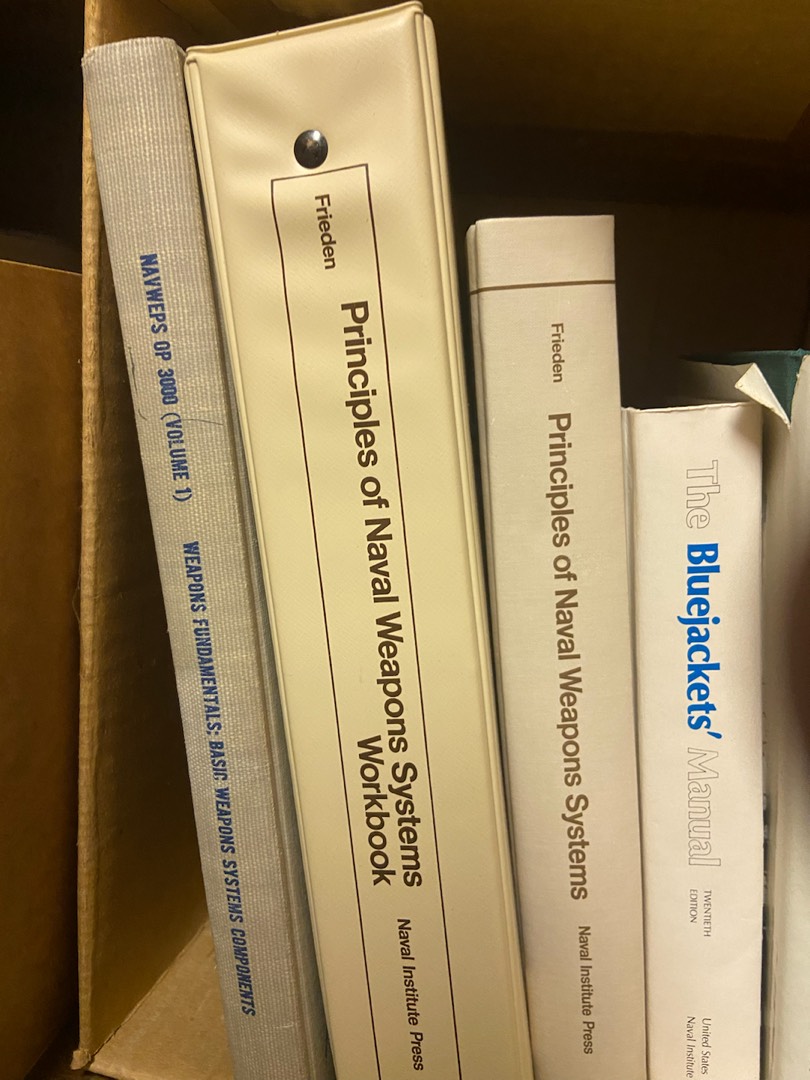 NAVWEPS OP 3000 (VOLUME 1) WEAPONS FUNDAMENTALS: BASIC WEAPONS SYSTEMS COMPONENTS
Frieden
Principles of Naval Weapons Systems
Workbook
Naval Institute Press
Frieden
Principles of Naval Weapons Systems
Naval Institute Press
The Bluejackets' Manual
TWENTIETH
EDITION
United States
Naval Institute